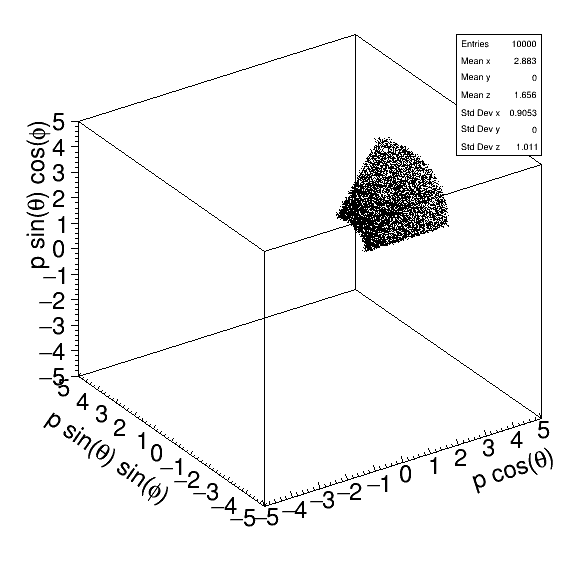 Entries 10000
Mean x 2.883
Mean y 0
Mean z 1.656
Std Dev x 0.9053
Std Dev y 0
Std Dev z 1.011
p sin(θ) cos(ϕ)
5
4
3
2
1
0
−1
−2
−3
−4
−5
5 4 3 2 1 0 −1 −2 −3 −4 −5
p sin(θ) sin(ϕ)
−5 −4 −3 −2 −1 0 1 2 3 4 5
p cos(θ)